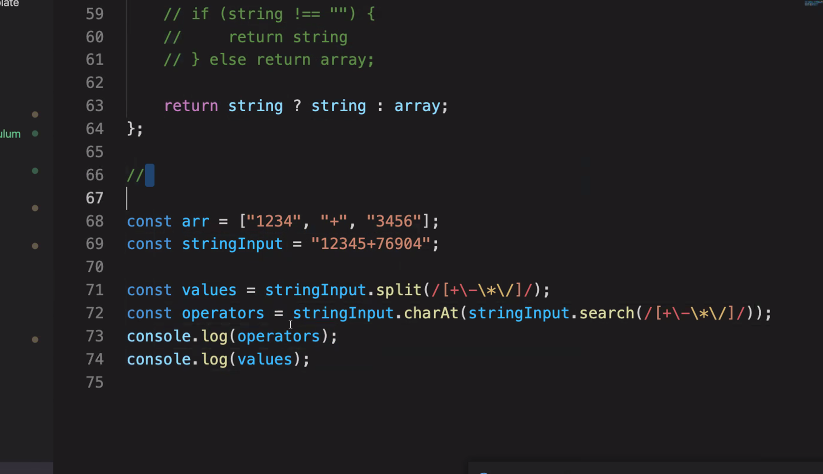 late
59 // if (string !== "") {
60 //     return string
61 // } else return array;
62
63 return string ? string : array;
64 };
65
ulum
66 //
67
68 const arr = ["1234", "+", "3456"];
69 const stringInput = "12345+76904";
70
71 const values = stringInput.split(/[+\-\*\/]/);
72 const operators = stringInput.charAt(stringInput.search(/[+\-\*\/]/));
73 console.log(operators);
74 console.log(values);
75